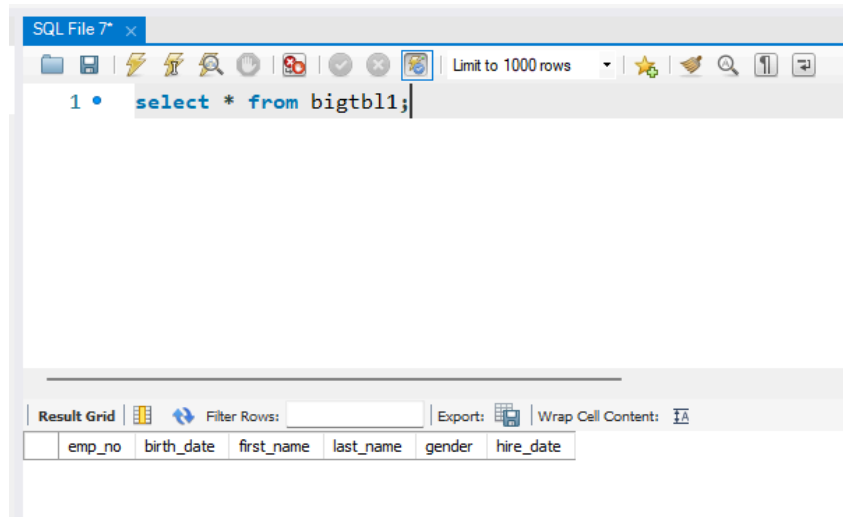 SQL File 7*
Limit to 1000 rows
1 select * from bigtbl1;
Result Grid Filter Rows: Export: Wrap Cell Content:
emp_no birth_date first_name last_name gender hire_date